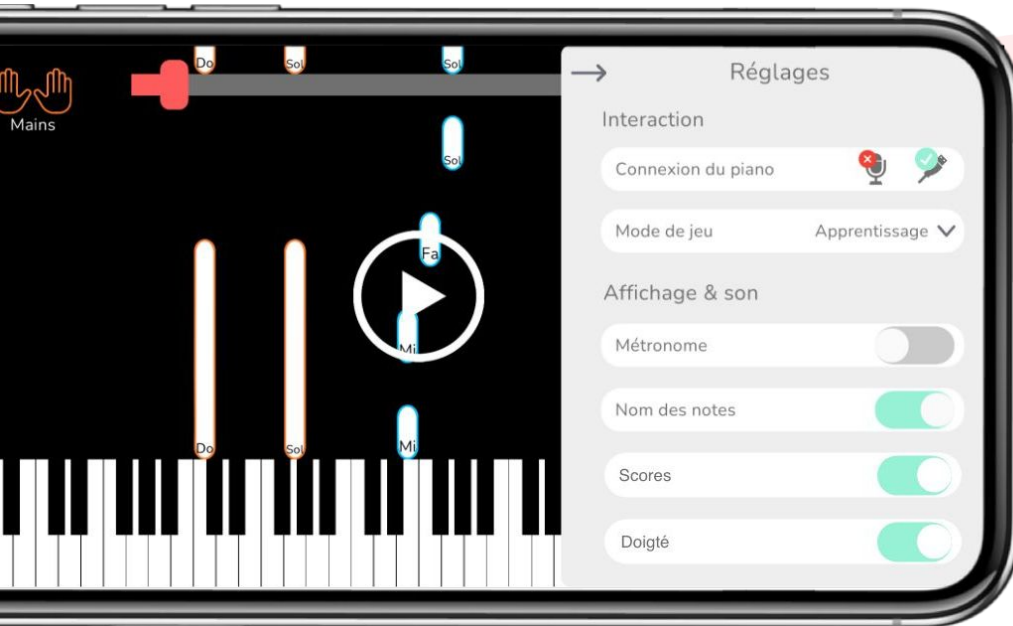 Mains
Do
Sol
Sol
Sol
Fa
Mi
Do
Sol
Mi
Réglages
Interaction
Connexion du piano
Mode de jeu
Apprentissage
Affichage & son
Métronome
Nom des notes
Scores
Doigté